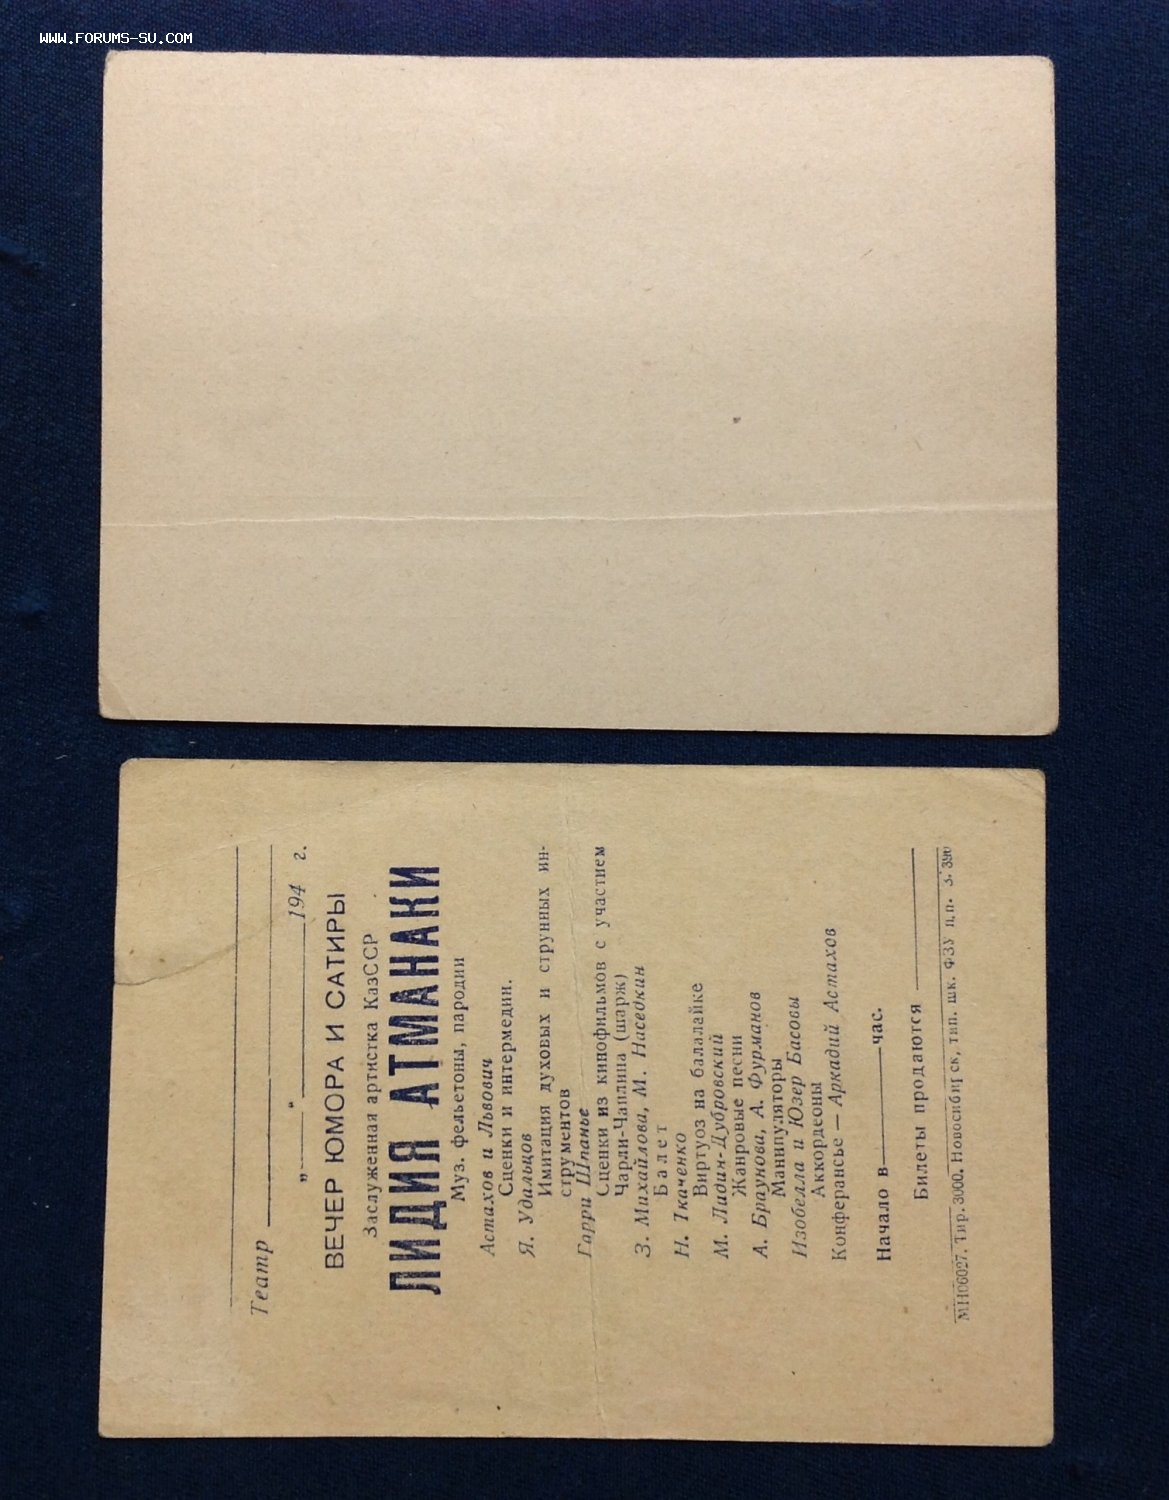 WWW.FORUMS-SU.COM
Театр
„ “ 194 г.
ВЕЧЕР ЮМОРА И САТИРЫ
Заслуженная артистка КазССР
ЛИДИЯ АТМАНАКИ
Муз. фельетоны, пародии
Астахов и Львович
Сценки и интермедии.
Я. Удальцов
Имитация духовых и струнных ин-
струментов
Гарри Шпанье
Сценки из кинофильмов с участием
Чарли-Чаплина (шарж)
З. Михайлова, М. Наседкин
Балет
Н. Ткаченко
Виртуоз на балалайке
М. Лидин-Дубровский
Жанровые песни
А. Браунова, А. Фурманов
Манипуляторы
Изобелла и Юзер Басовы
Аккордеоны
Конферансье — Аркадий Астахов
Начало в час.
Билеты продаются
МН06027. Тир. 3000. Новосибирск, тип. шк. ФЗУ п.п. З. 390